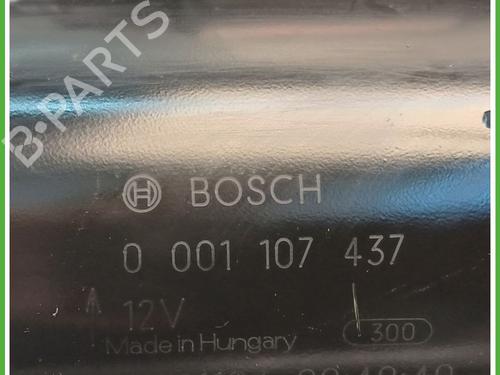 B-PARTS
BOSCH
0 001 107 437
12V
Made in Hungary 300